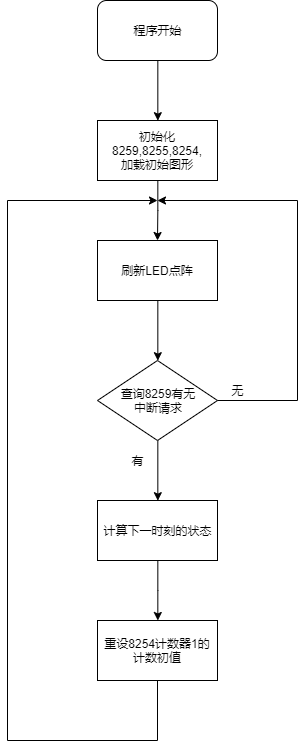 程序开始
初始化
8259,8255,8254,
加载初始图形
刷新LED点阵
查询8259有无
中断请求
无
有
计算下一时刻的状态
重设8254计数器1的
计数初值